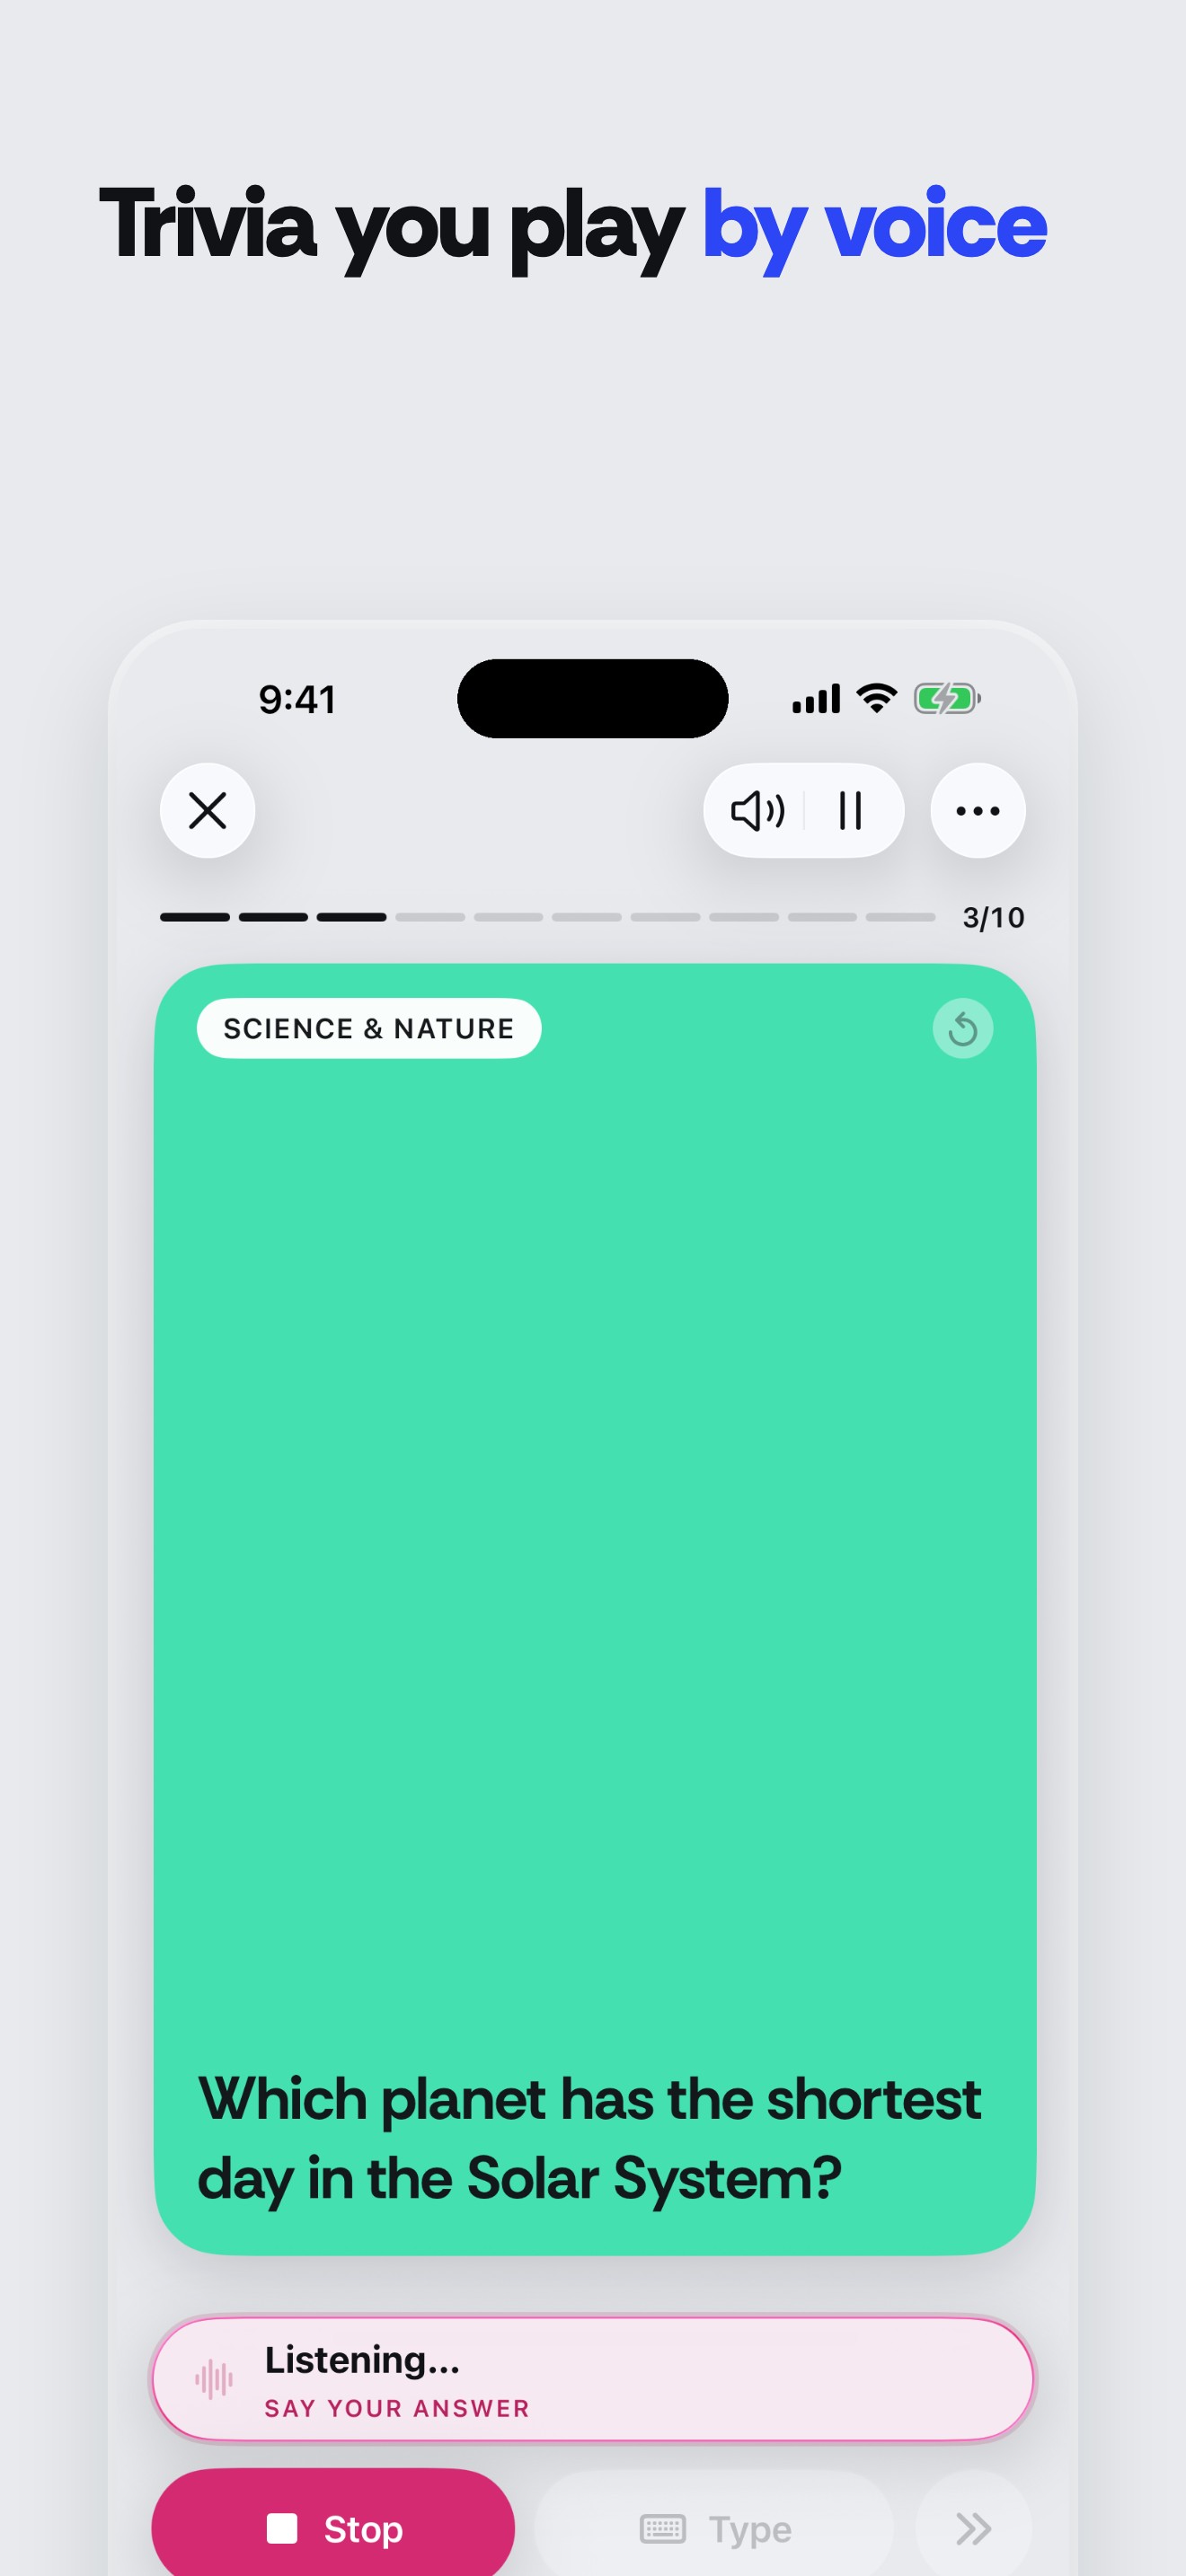 Trivia you play by voice
9:41
3/10
SCIENCE & NATURE
Which planet has the shortest
day in the Solar System?
Listening...
SAY YOUR ANSWER
Stop
Type